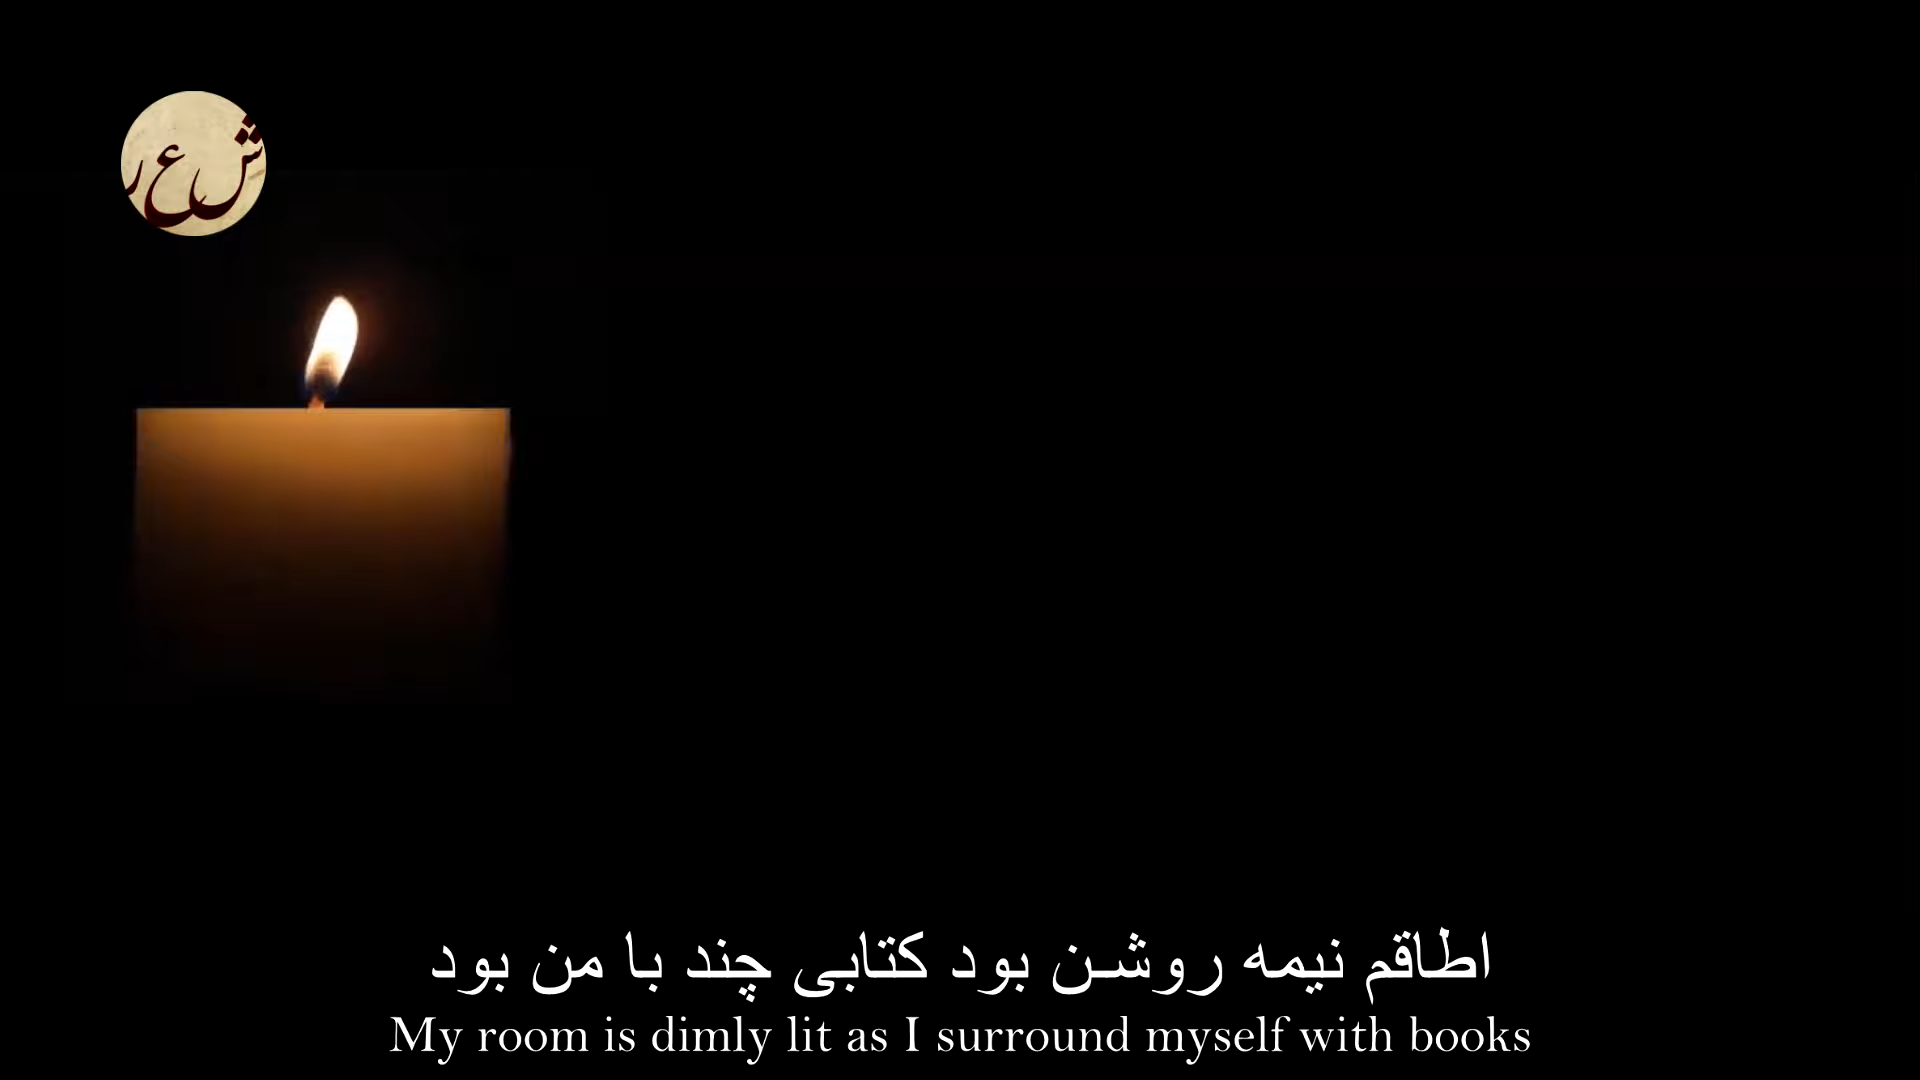 شعر
اطاقم نیمه روشن بود کتابی چند با من بود
My room is dimly lit as I surround myself with books